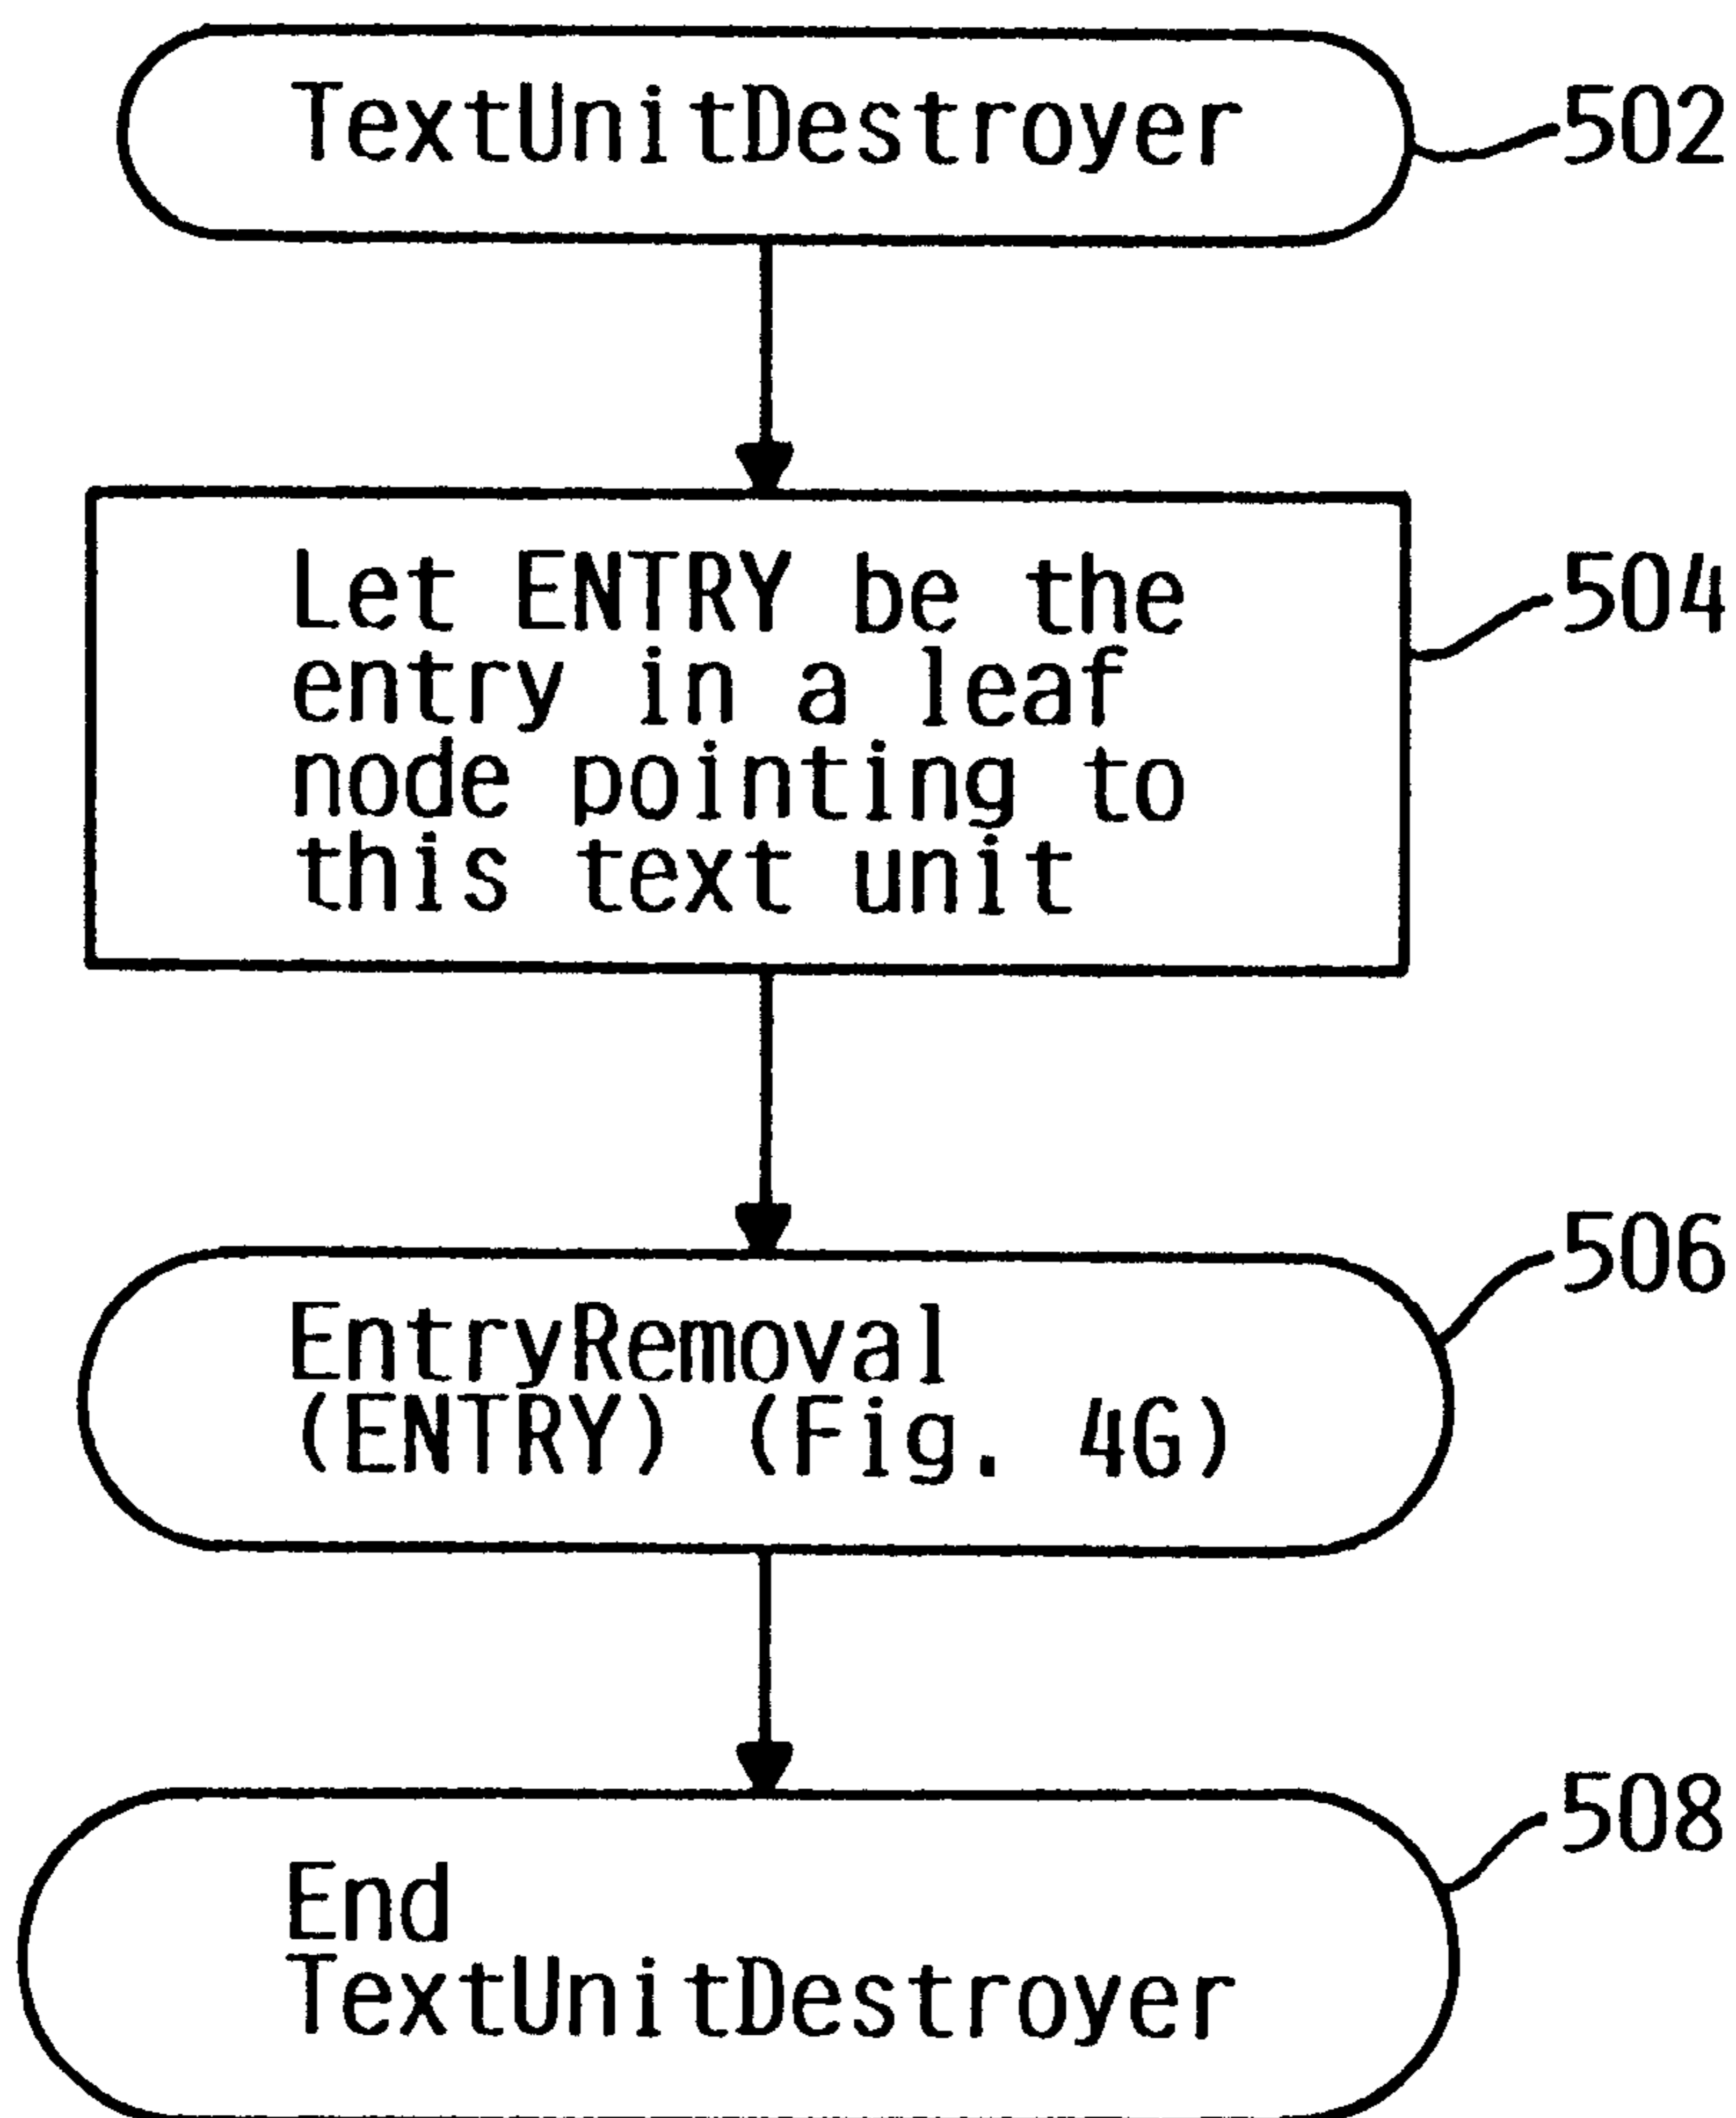 TextUnitDestroyer
502
Let ENTRY be the
entry in a leaf
node pointing to
this text unit
504
EntryRemoval
(ENTRY) (Fig. 4G)
506
End
TextUnitDestroyer
508